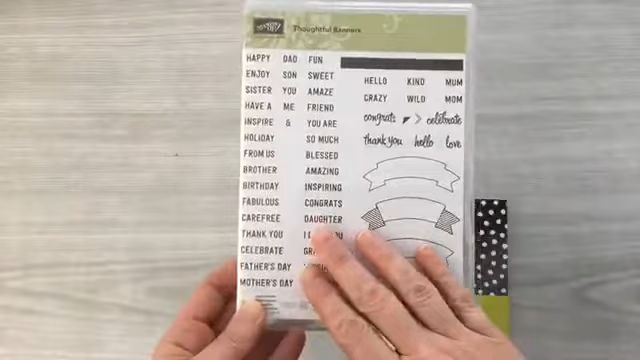 Thoughtful Banners
HAPPY DAD FUN
ENJOY SON SWEET
SISTER YOU AMAZE
HAVE A ME FRIEND
INSPIRE & YOU ARE
HOLIDAY SO MUCH
FROM US BLESSED
BROTHER AMAZING
BIRTHDAY INSPIRING
FABULOUS CONGRATS
CAREFREE DAUGHTER
THANK YOU I
CELEBRATE
FATHER'S DAY
MOTHER'S DAY
HELLO KIND MUM
CRAZY WILD MOM
congrats celebrate
thank you hello love